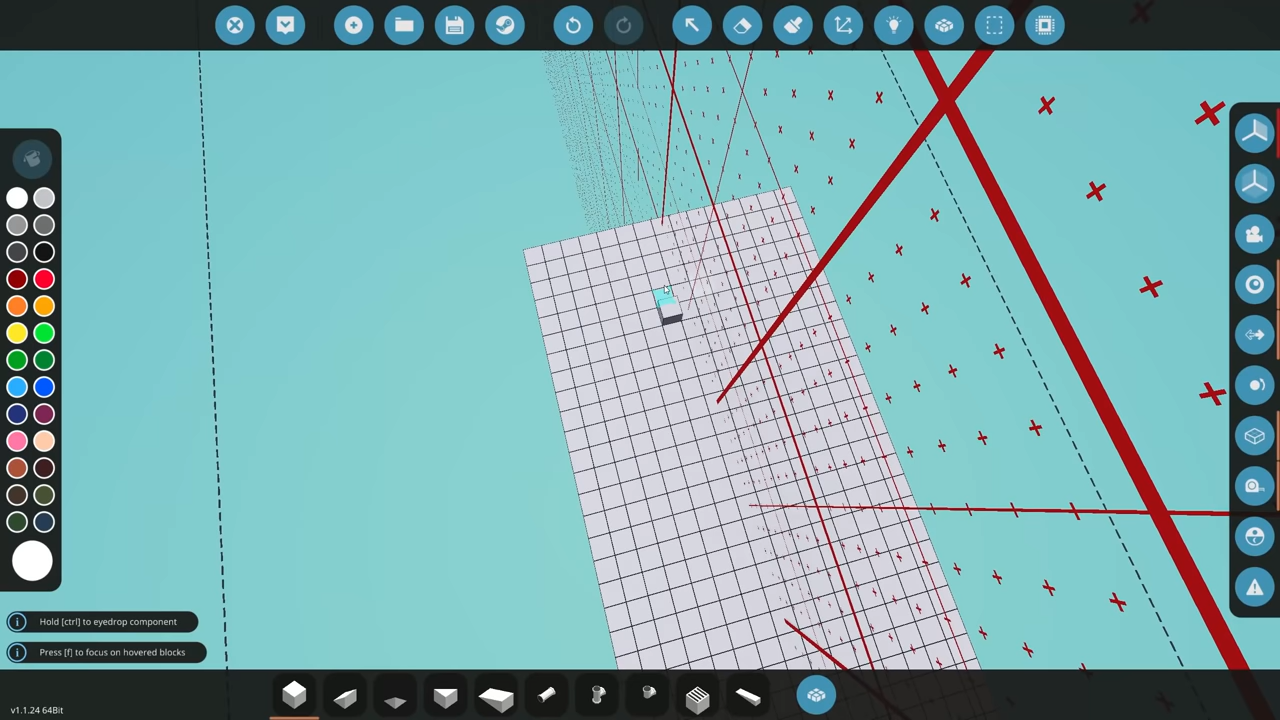 Hold [ctrl] to eyedrop component
Press [f] to focus on hovered blocks
v1.1.24 64Bit